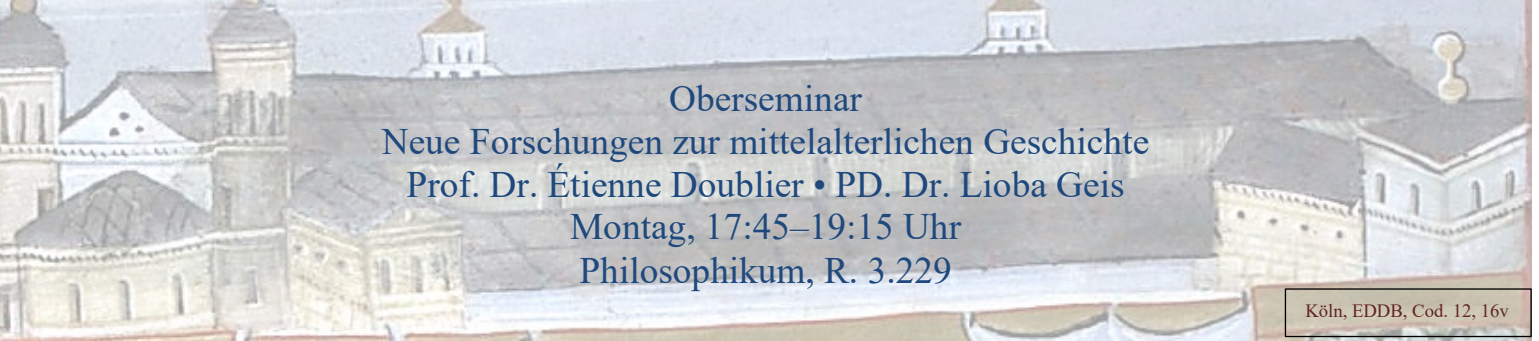 Oberseminar
Neue Forschungen zur mittelalterlichen Geschichte
Prof. Dr. Étienne Doublier • PD. Dr. Lioba Geis
Montag, 17:45–19:15 Uhr
Philosophikum, R. 3.229
Köln, EDDB, Cod. 12, 16v